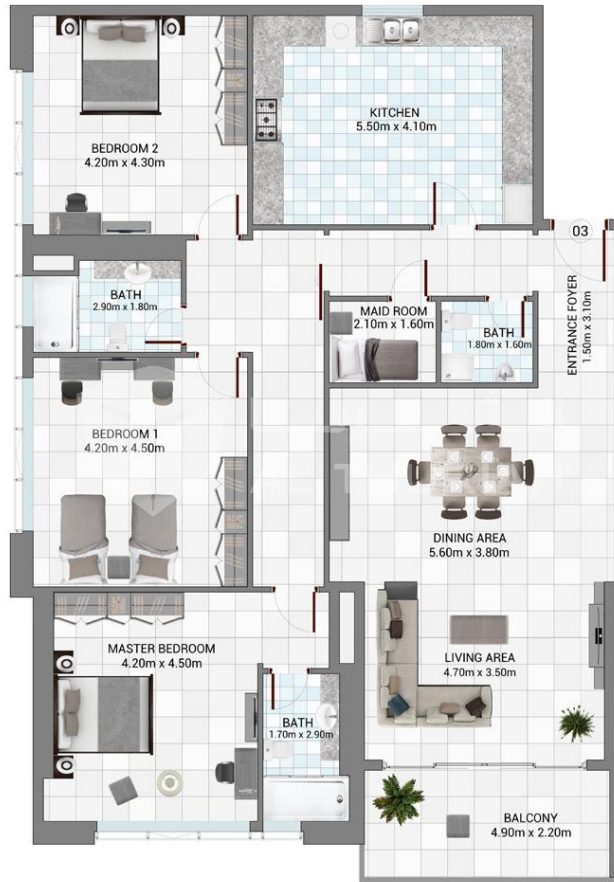 KITCHEN
5.50m x 4.10m
BEDROOM 2
4.20m x 4.30m
03
ENTRANCE FOYER
1.50m x 3.10m
BATH
2.90m x 1.80m
MAID ROOM
2.10m x 1.60m
BATH
1.80m x 1.60m
BEDROOM 1
4.20m x 4.50m
DINING AREA
5.60m x 3.80m
MASTER BEDROOM
4.20m x 4.50m
LIVING AREA
4.70m x 3.50m
BATH
1.70m x 2.90m
BALCONY
4.90m x 2.20m